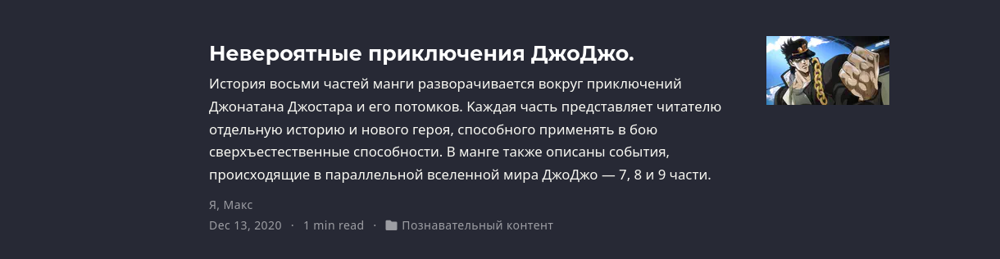 Невероятные приключения ДжоДжо.
История восьми частей манги разворачивается вокруг приключений
Джонатана Джостара и его потомков. Каждая часть представляет читателю
отдельную историю и нового героя, способного применять в бою
сверхъестественные способности. В манге также описаны события,
происходящие в параллельной вселенной мира ДжоДжо — 7, 8 и 9 части.
Я, Макс
Dec 13, 2020 · 1 min read · Познавательный контент